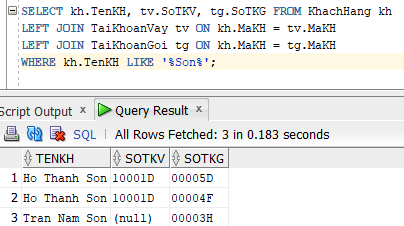 SELECT kh.TenKH, tv.SoTKV, tg.SoTKG FROM KhachHang kh
LEFT JOIN TaiKhoanVay tv ON kh.MaKH = tv.MaKH
LEFT JOIN TaiKhoanGoi tg ON kh.MaKH = tg.MaKH
WHERE kh.TenKH LIKE '%Son%';
Script Output x Query Result x
SQL | All Rows Fetched: 3 in 0.183 seconds
TENKH SOTKV SOTKG
1 Ho Thanh Son 10001D 00005D
2 Ho Thanh Son 10001D 00004F
3 Tran Nam Son (null) 00003H